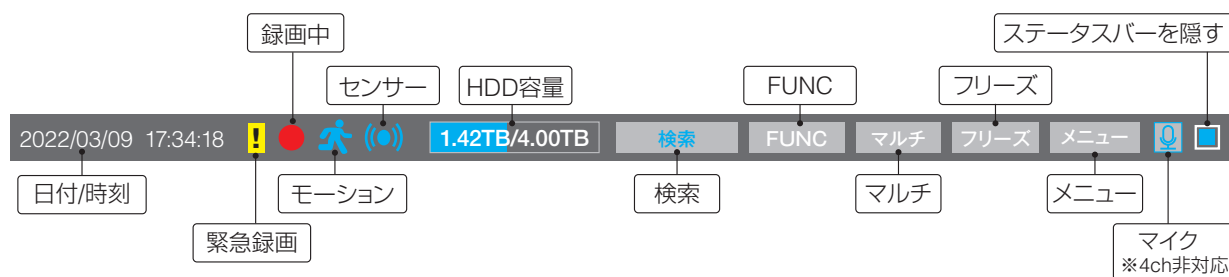 録画中
ステータスバーを隠す
センサー
HDD容量
FUNC
フリーズ
2022/03/09 17:34:18 ! 1.42TB/4.00TB 検索 FUNC マルチ フリーズ メニュー
日付/時刻
モーション
検索
マルチ
メニュー
緊急録画
マイク
※4ch非対応